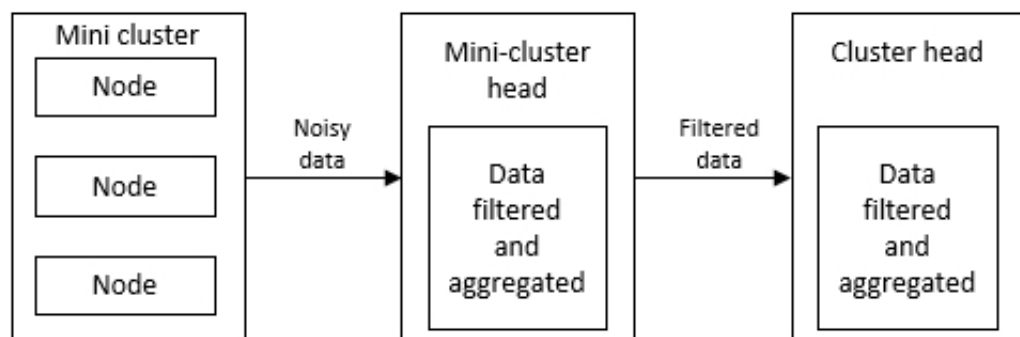 Mini cluster
Node
Node
Node
Noisy
data
Mini-cluster
head
Data
filtered
and
aggregated
Filtered
data
Cluster head
Data
filtered
and
aggregated